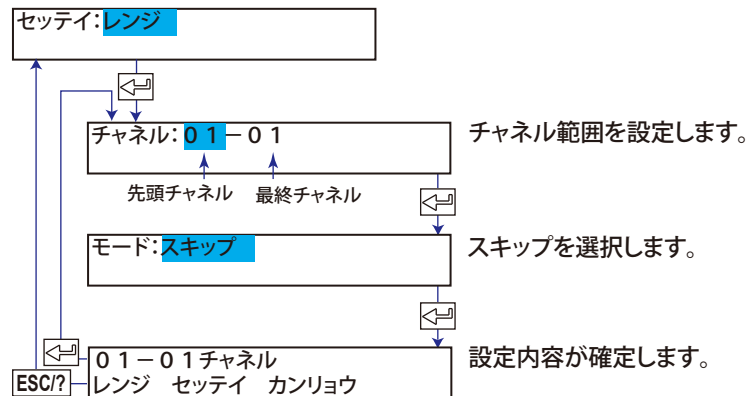 セッテイ:レンジ
チャネル:01-01
チャネル範囲を設定します。
先頭チャネル 最終チャネル
モード:スキップ
スキップを選択します。
01-01チャネル
設定内容が確定します。
ESC/?
レンジ セッテイ カンリョウ